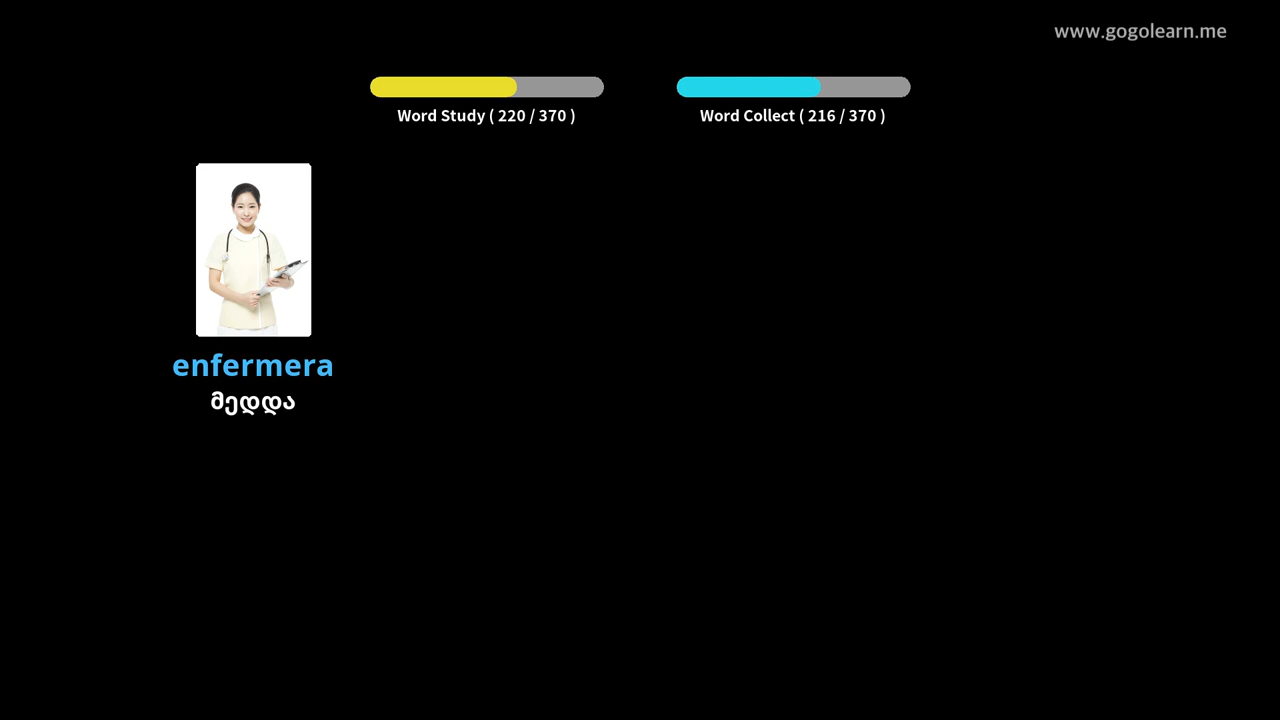 www.gogolearn.me
Word Study ( 220 / 370 )
Word Collect ( 216 / 370 )
enfermera
მედდა